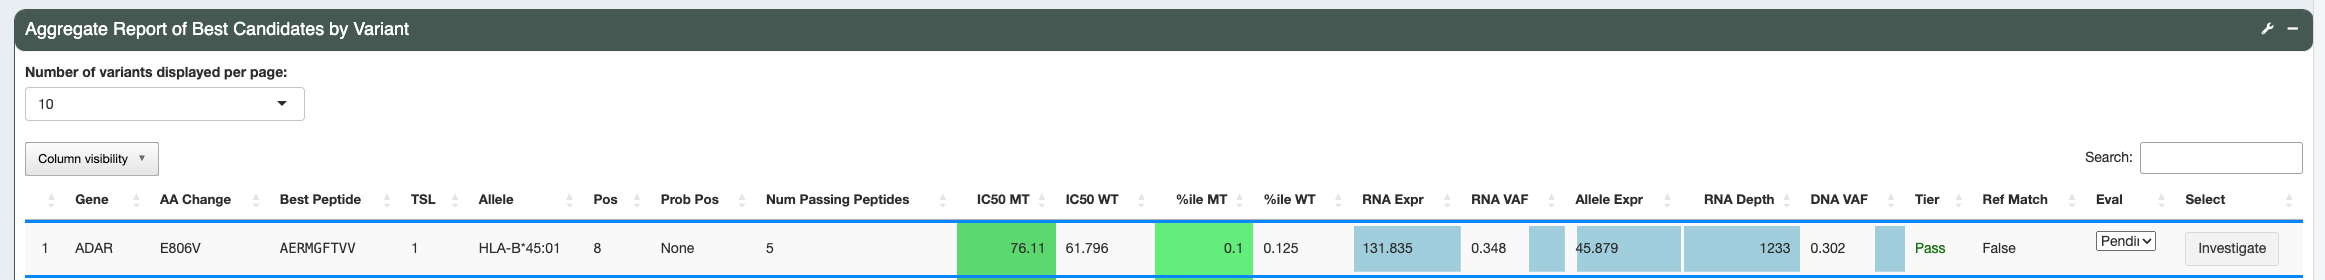 Aggregate Report of Best Candidates by Variant
Number of variants displayed per page:
10
Column visibility
Search:
Gene AA Change Best Peptide TSL Allele Pos Prob Pos Num Passing Peptides IC50 MT IC50 WT %ile MT %ile WT RNA Expr RNA VAF Allele Expr RNA Depth DNA VAF Tier Ref Match Eval Select
1 ADAR E806V AERMGFTVV 1 HLA-B*45:01 8 None 5 76.11 61.796 0.1 0.125 131.835 0.348 45.879 1233 0.302 Pass False Pendi Investigate